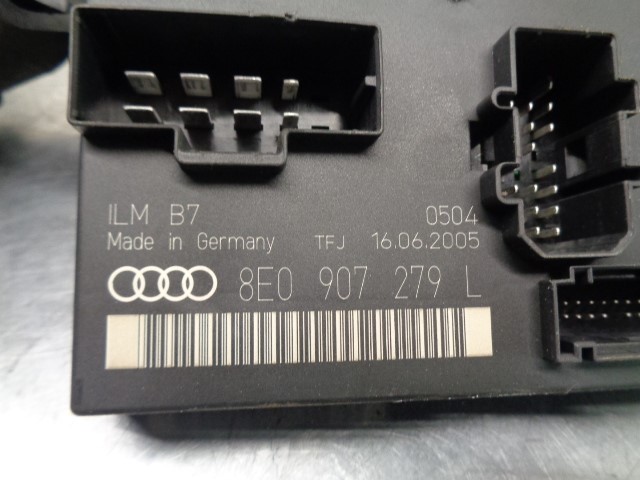 ILM B7 0504
Made in Germany TFJ 16.06.2005
8E0 907 279 L